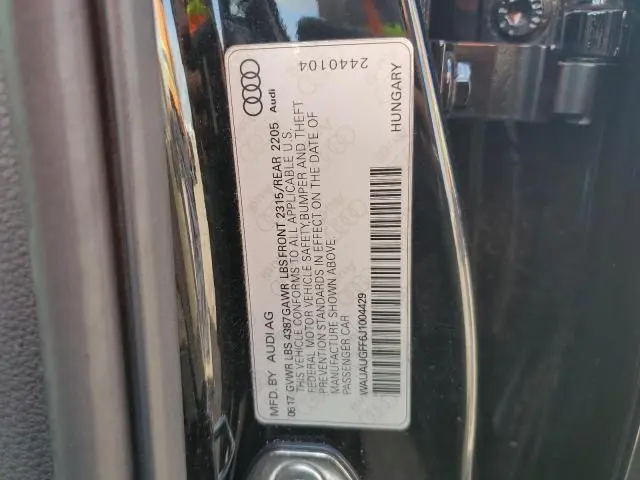 MFD. BY AUDI AG
06 17 GVWR LBS 4387 GAWR LBS FRONT 2315/REAR 2205
THIS VEHICLE CONFORMS TO ALL APPLICABLE U.S.
FEDERAL MOTOR VEHICLE SAFETY, BUMPER AND THEFT
PREVENTION STANDARDS IN EFFECT ON THE DATE OF
MANUFACTURE SHOWN ABOVE.
PASSENGER CAR
WAUAUGFF6J1004429
Audi
2440104
HUNGARY